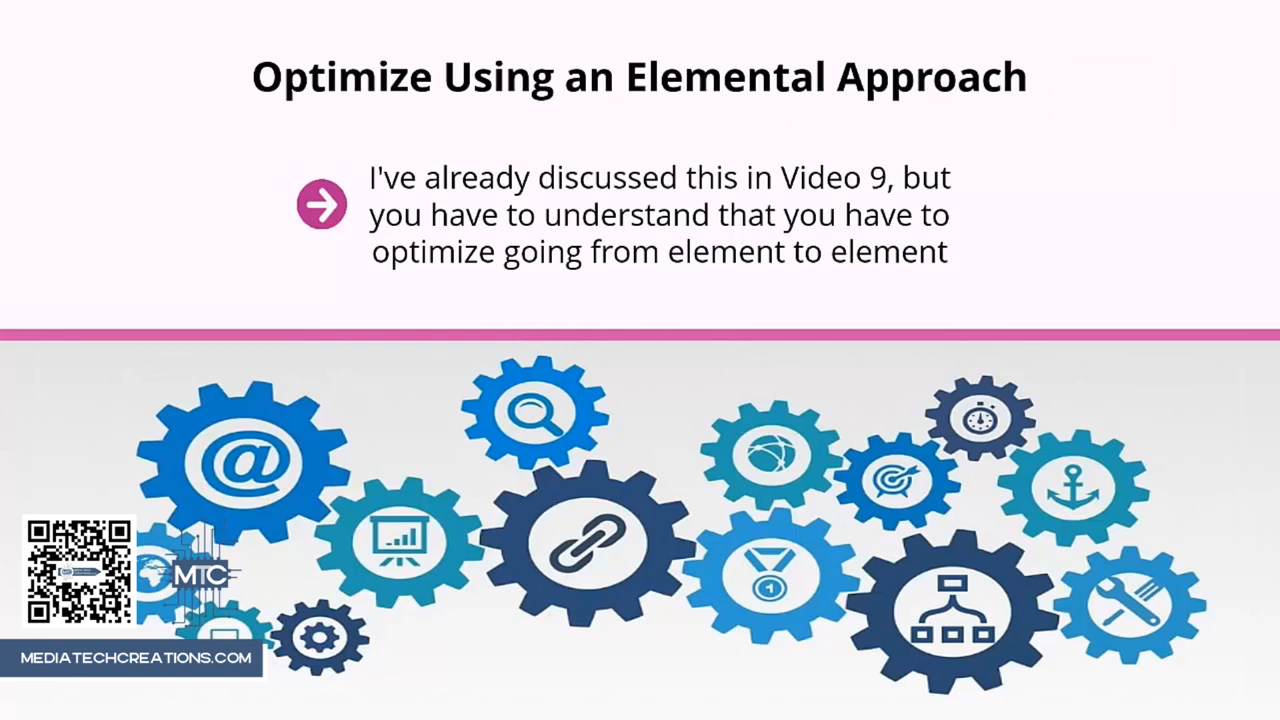 Optimize Using an Elemental Approach
I've already discussed this in Video 9, but
you have to understand that you have to
optimize going from element to element
@
1
MTC
MEDIATECHCREATIONS.COM